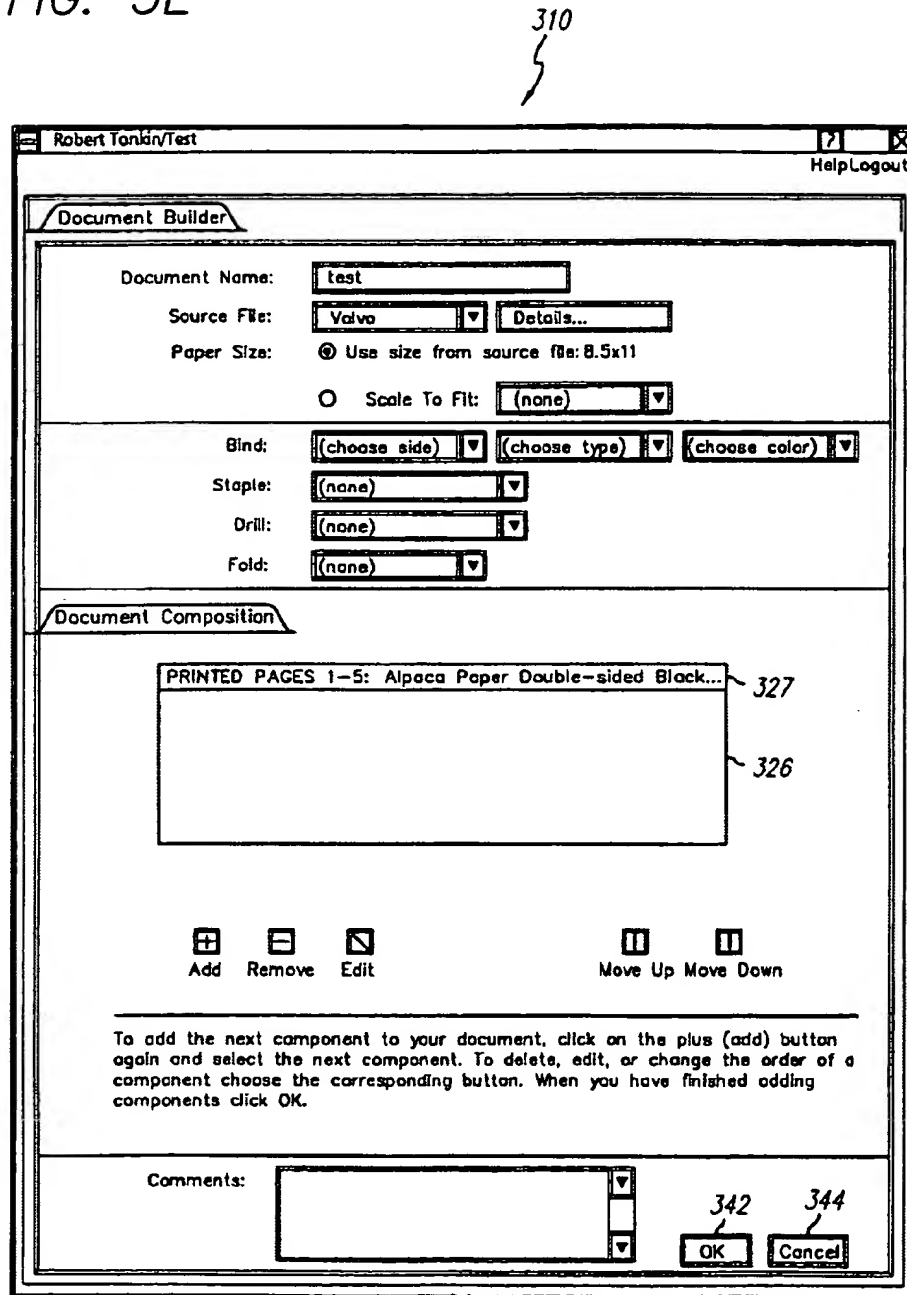 FIG. 3E
310
Robert Tonkin/Test
?
Help Logout
Document Builder
Document Name: test
Source File: Valvo Details...
Paper Size: Use size from source file: 8.5x11
Scale To Fit: (none)
Bind: (choose side) (choose type) (choose color)
Staple: (none)
Drill: (none)
Fold: (none)
Document Composition
PRINTED PAGES 1-5: Alpaca Paper Double-sided Black... 327
326
Add Remove Edit Move Up Move Down
To add the next component to your document, click on the plus (add) button
again and select the next component. To delete, edit, or change the order of a
component choose the corresponding button. When you have finished adding
components click OK.
Comments:
342 344
OK Cancel